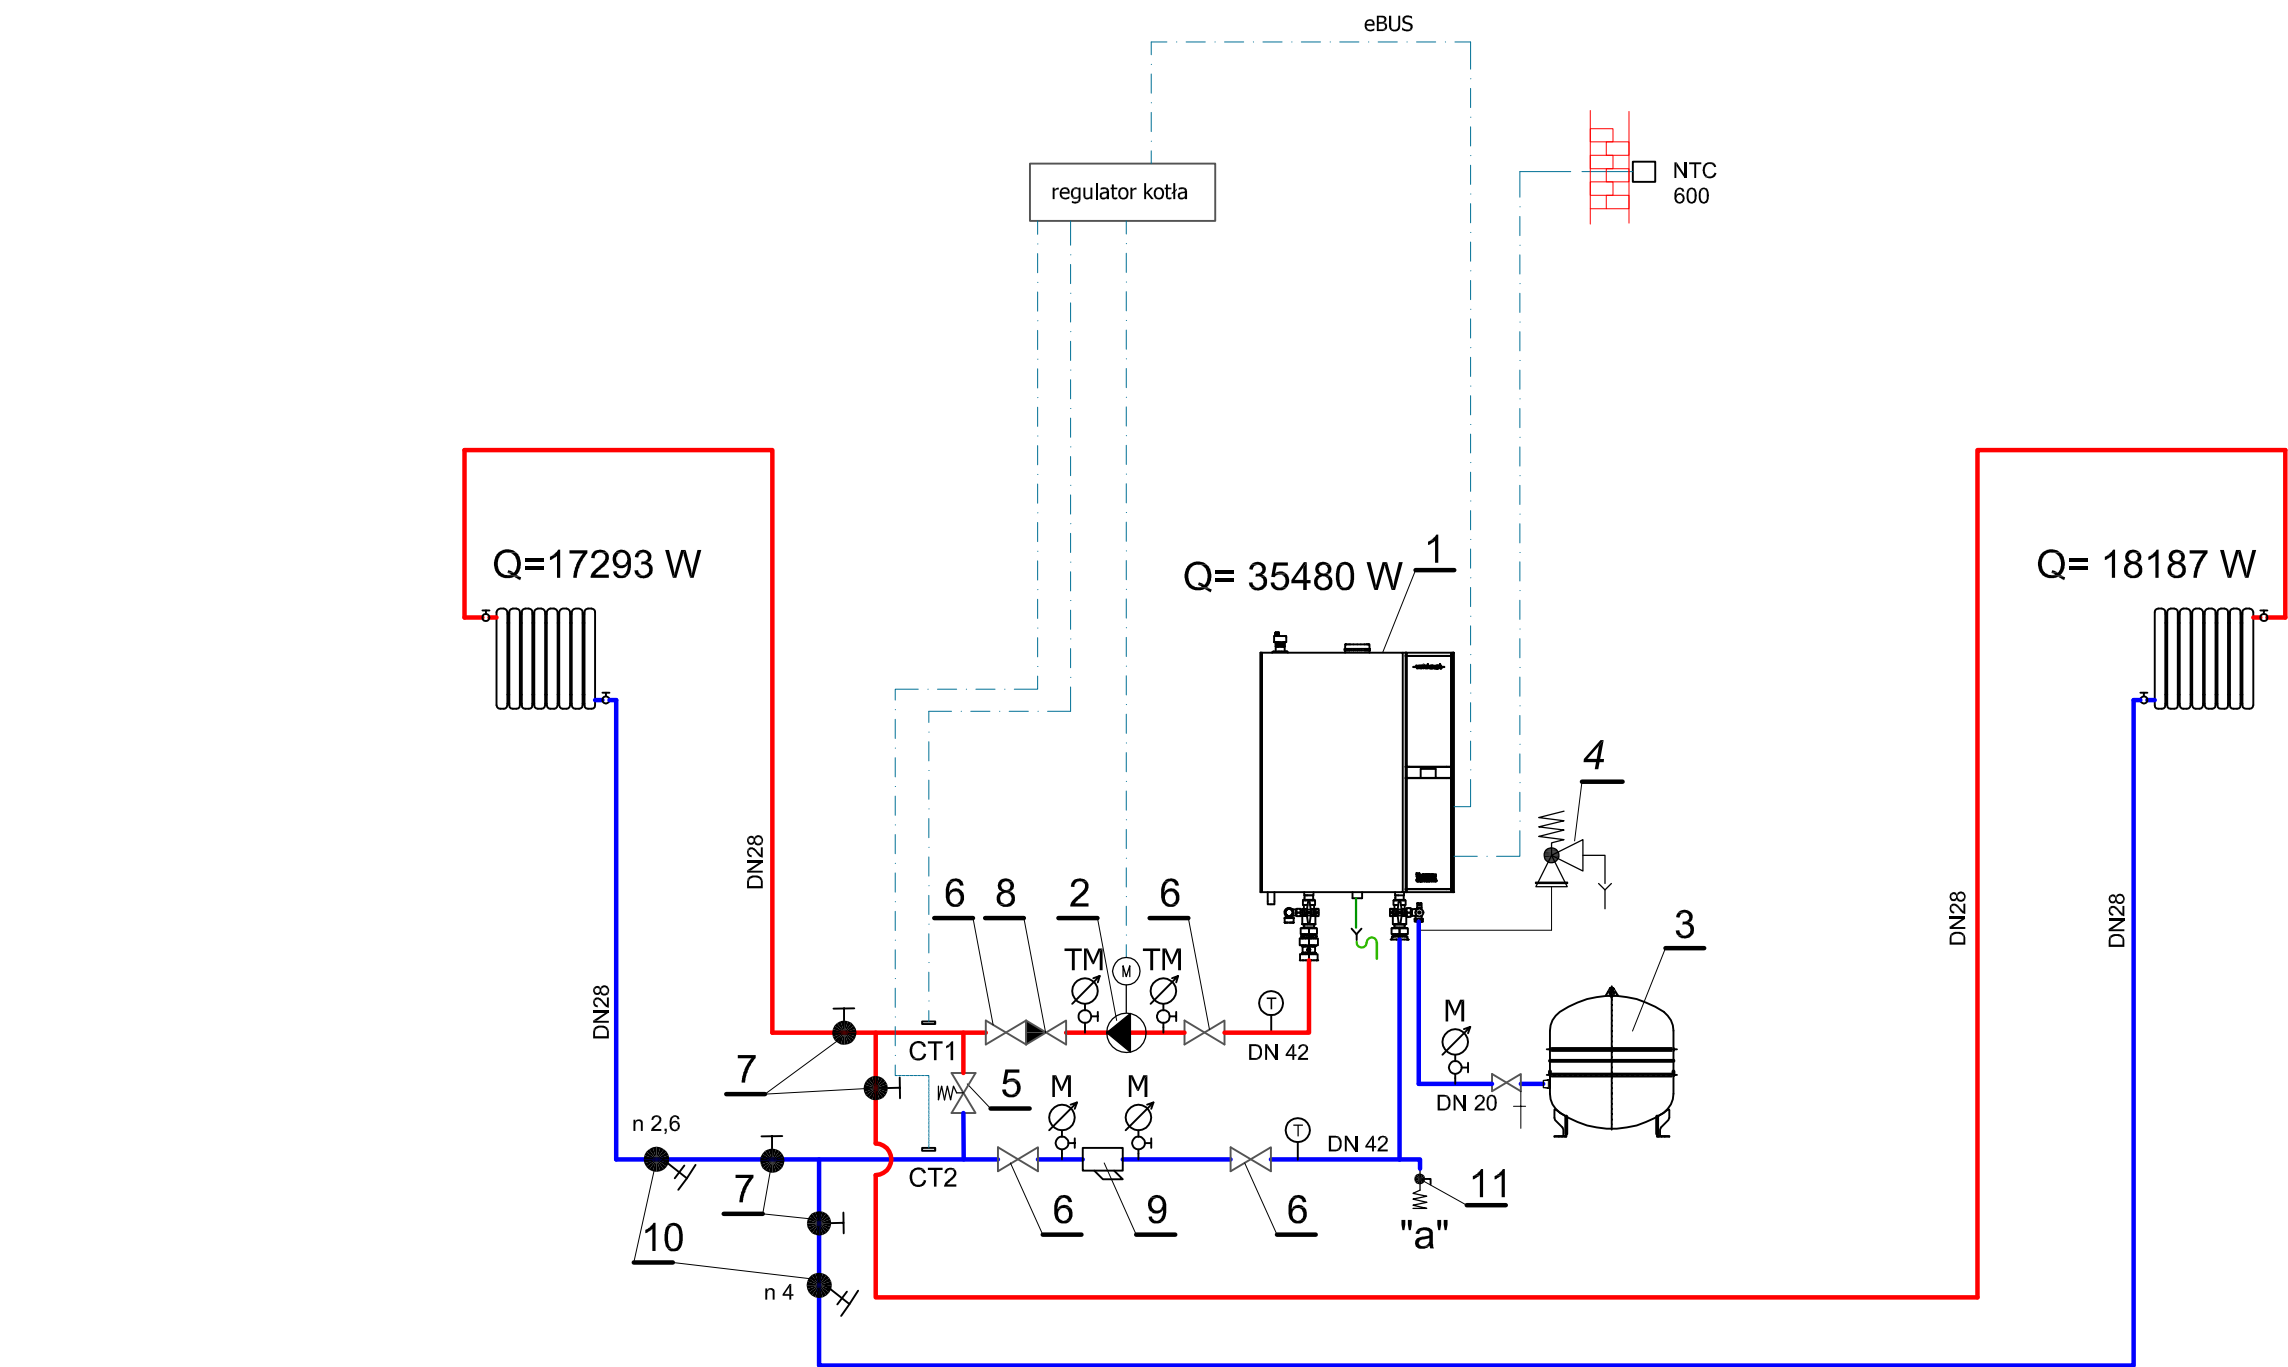 eBUS
regulator kotła
NTC
600
Q=17293 W
Q= 35480 W
1
Q= 18187 W
4
DN28
6
8
2
6
3
DN28
DN28
DN28
TM
TM
M
T
M
CT1
DN 42
7
5
M
M
DN 20
n 2,6
T
DN 42
CT2
7
6
9
6
11
"a"
10
n 4